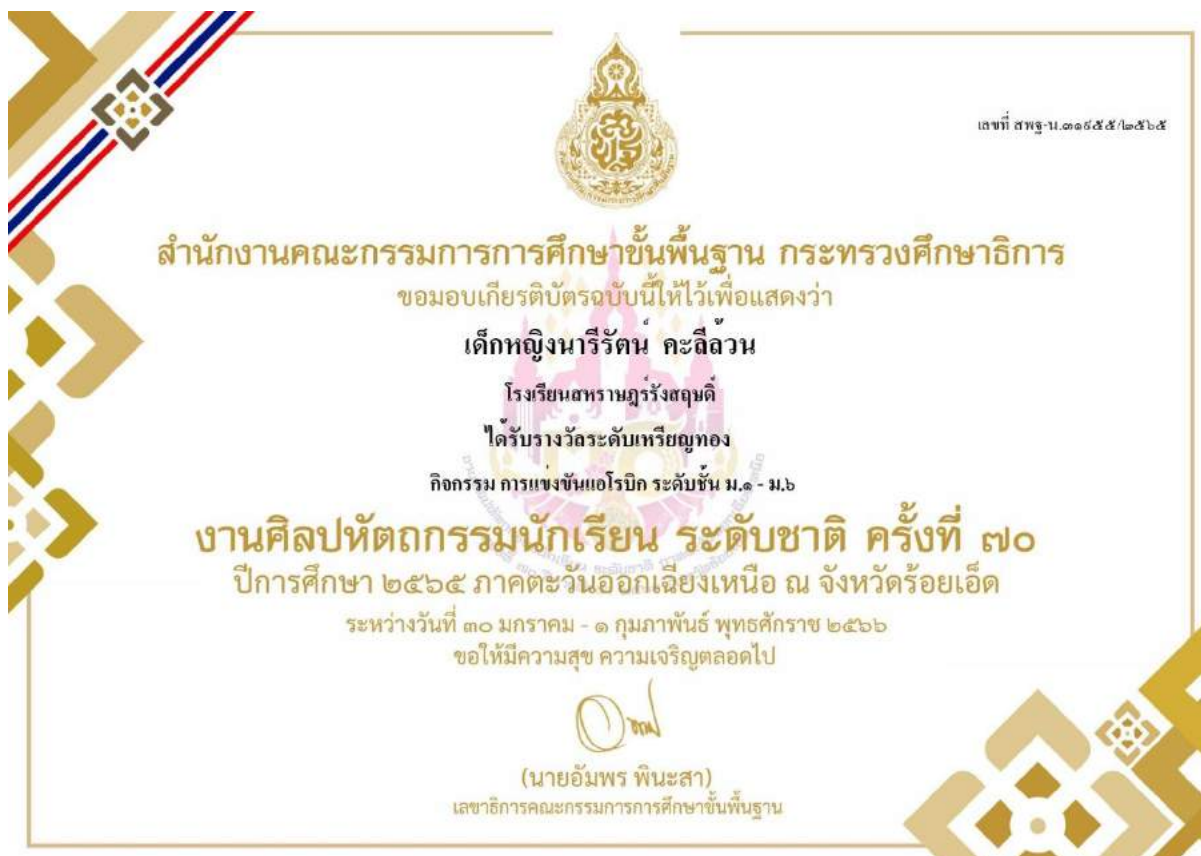 เลขที่ สพฐ-น.๓๑๙๕๕/๒๕๖๕
สำนักงานคณะกรรมการการศึกษาขั้นพื้นฐาน กระทรวงศึกษาธิการ
ขอมอบเกียรติบัตรฉบับนี้ให้ไว้เพื่อแสดงว่า
เด็กหญิงนารีรัตน์ คะลีล้วน
โรงเรียนสหราษฎร์รังสฤษดิ์
ได้รับรางวัลระดับเหรียญทอง
กิจกรรม การแข่งขันแอโรบิก ระดับชั้น ม.๑ - ม.๖
งานศิลปหัตถกรรมนักเรียน ระดับชาติ ครั้งที่ ๗๐
ปีการศึกษา ๒๕๖๕ ภาคตะวันออกเฉียงเหนือ ณ จังหวัดร้อยเอ็ด
ระหว่างวันที่ ๓๐ มกราคม - ๑ กุมภาพันธ์ พุทธศักราช ๒๕๖๖
ขอให้มีความสุข ความเจริญตลอดไป
(นายอัมพร พินะสา)
เลขาธิการคณะกรรมการการศึกษาขั้นพื้นฐาน